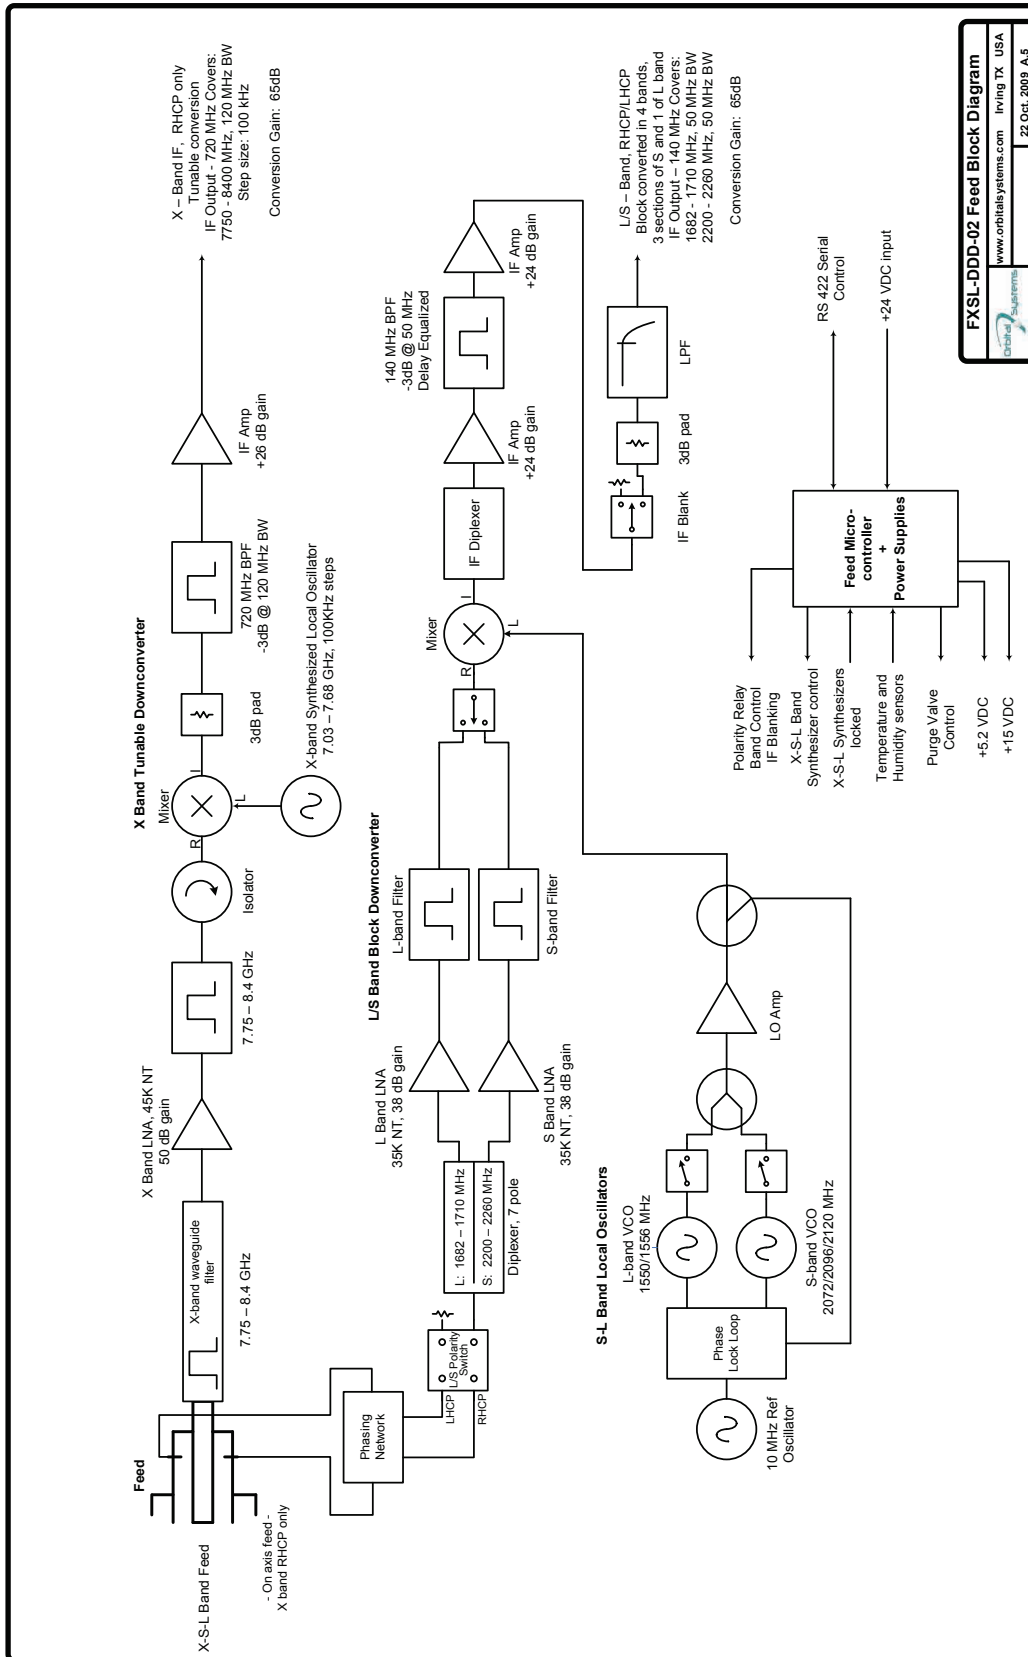 X-S-L Band Feed
Feed
- On axis feed -
X band RHCP only
X-band waveguide
filter
7.75 – 8.4 GHz
X Band LNA, 45K NT
50 dB gain
7.75 – 8.4 GHz
Isolator
X Band Tunable Downconverter
Mixer
R
I
L
X-band Synthesized Local Oscillator
7.03 – 7.68 GHz, 100KHz steps
3dB pad
720 MHz BPF
-3dB @ 120 MHz BW
IF Amp
+26 dB gain
X – Band IF, RHCP only
Tunable conversion
IF Output - 720 MHz Covers:
7750 - 8400 MHz, 120 MHz BW
Step size: 100 kHz
Conversion Gain: 65dB
Phasing
Network
LHCP
RHCP
L/S Polarity
Switch
L: 1682 – 1710 MHz
S: 2200 – 2260 MHz
Diplexer, 7 pole
L Band LNA
35K NT, 38 dB gain
S Band LNA
35K NT, 38 dB gain
L/S Band Block Downconverter
L-band Filter
S-band Filter
Mixer
R
I
L
IF Diplexer
IF Amp
+24 dB gain
140 MHz BPF
-3dB @ 50 MHz
Delay Equalized
IF Amp
+24 dB gain
IF Blank
3dB pad
LPF
L/S – Band, RHCP/LHCP
Block converted in 4 bands,
3 sections of S and 1 of L band
IF Output – 140 MHz Covers:
1682 - 1710 MHz, 50 MHz BW
2200 - 2260 MHz, 50 MHz BW
Conversion Gain: 65dB
S-L Band Local Oscillators
10 MHz Ref
Oscillator
Phase
Lock Loop
L-band VCO
1550/1556 MHz
S-band VCO
2072/2096/2120 MHz
LO Amp
Polarity Relay
Band Control
IF Blanking
X-S-L Band
Synthesizer control
X-S-L Synthesizers
locked
Temperature and
Humidity sensors
Purge Valve
Control
+5.2 VDC
+15 VDC
Feed Micro-
controller
+
Power Supplies
RS 422 Serial
Control
+24 VDC input
FXSL-DDD-02 Feed Block Diagram
Orbital Systems
www.orbitalsystems.com Irving TX USA
22 Oct. 2009 A.5